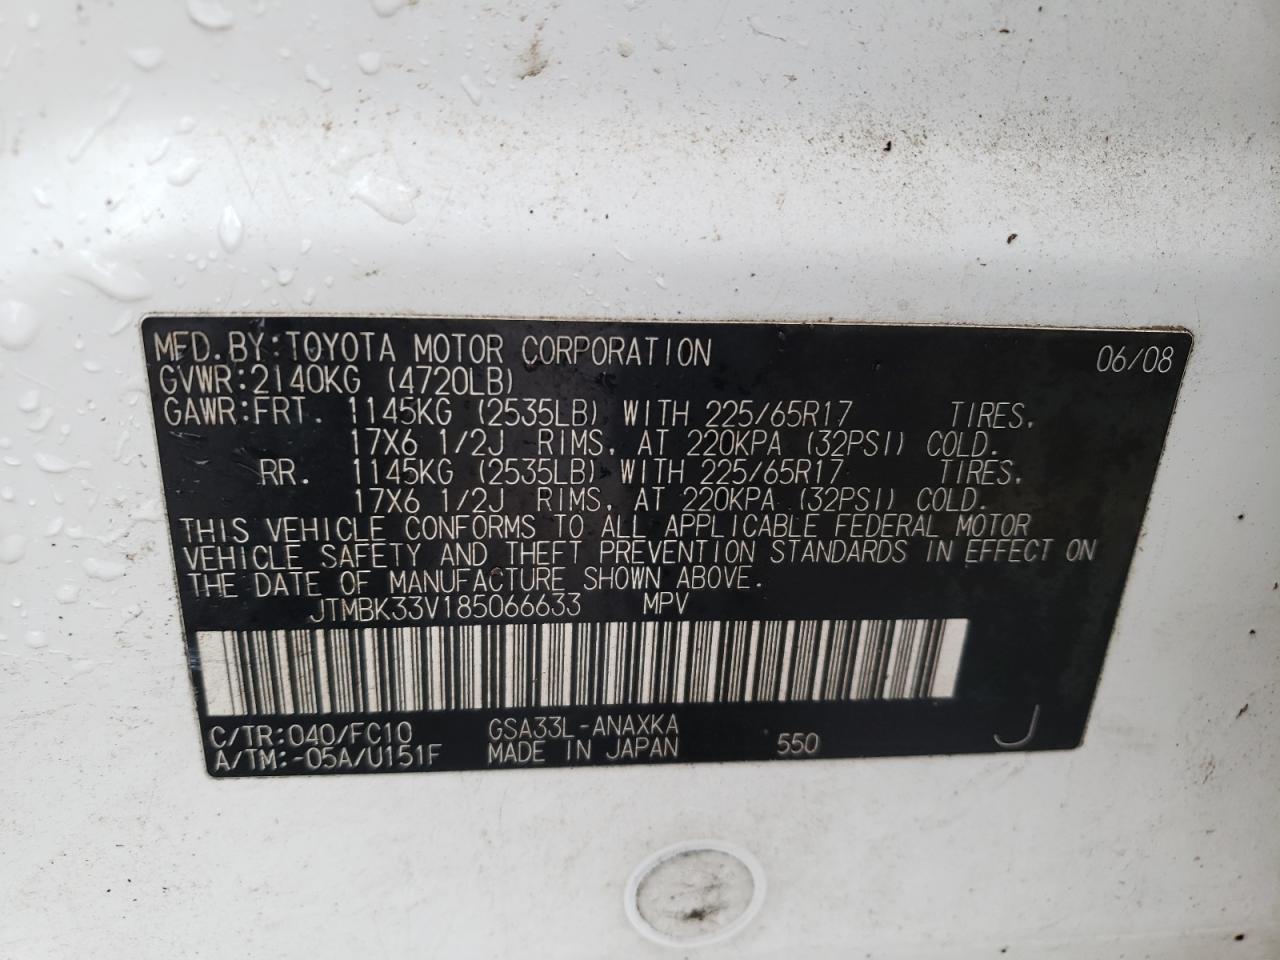 MFD. BY: TOYOTA MOTOR CORPORATION 06/08
GVWR: 2140KG (4720LB)
GAWR: FRT. 1145KG (2535LB) WITH 225/65R17 TIRES,
17X6 1/2J RIMS, AT 220KPA (32PSI) COLD.
RR. 1145KG (2535LB) WITH 225/65R17 TIRES,
17X6 1/2J RIMS, AT 220KPA (32PSI) COLD.
THIS VEHICLE CONFORMS TO ALL APPLICABLE FEDERAL MOTOR
VEHICLE SAFETY AND THEFT PREVENTION STANDARDS IN EFFECT ON
THE DATE OF MANUFACTURE SHOWN ABOVE.
JTMBK33V185066633 MPV
C/TR: 040/FC10 GSA33L-ANAXKA
A/TM: -05A/U151F MADE IN JAPAN 550 J